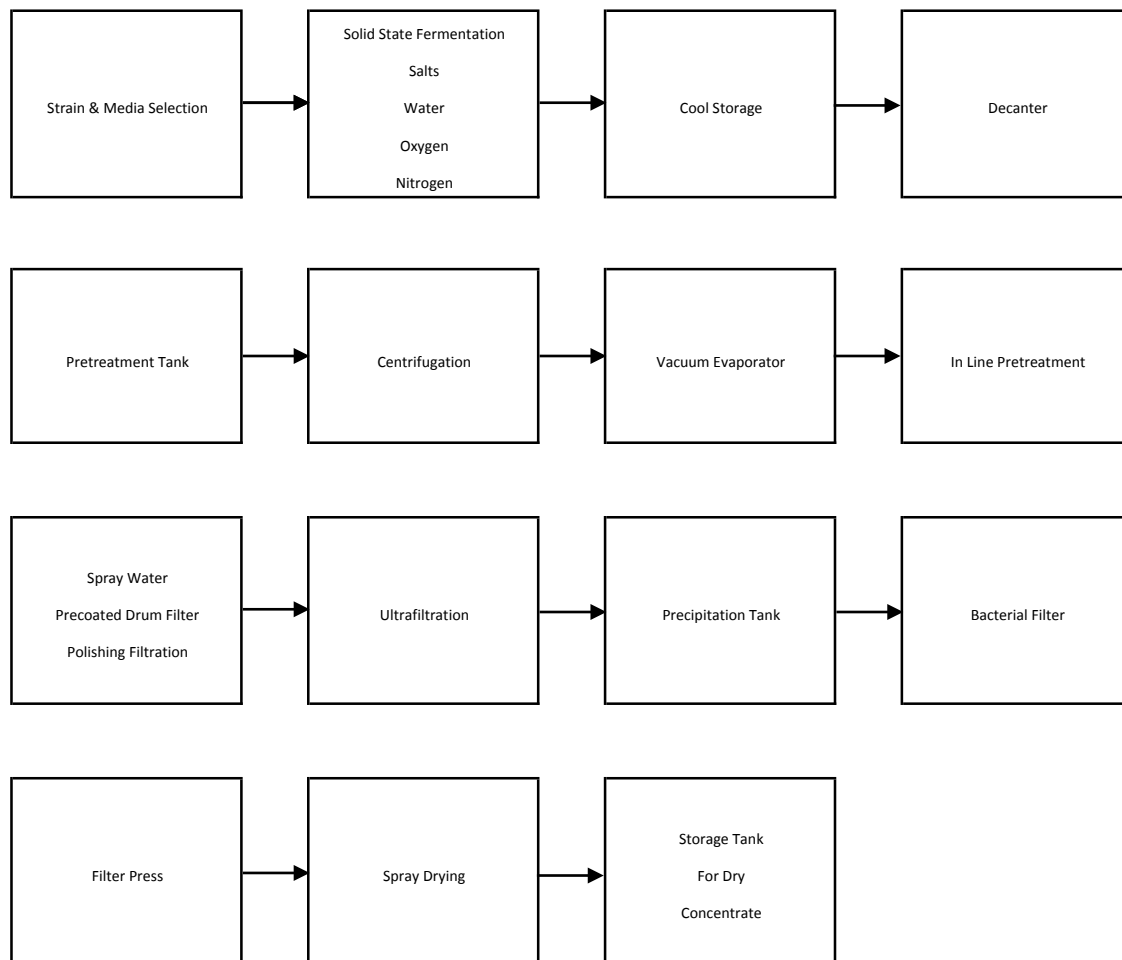 Strain & Media Selection
Solid State Fermentation
Salts
Water
Oxygen
Nitrogen
Cool Storage
Decanter
Pretreatment Tank
Centrifugation
Vacuum Evaporator
In Line Pretreatment
Spray Water
Precoated Drum Filter
Polishing Filtration
Ultrafiltration
Precipitation Tank
Bacterial Filter
Filter Press
Spray Drying
Storage Tank
For Dry
Concentrate